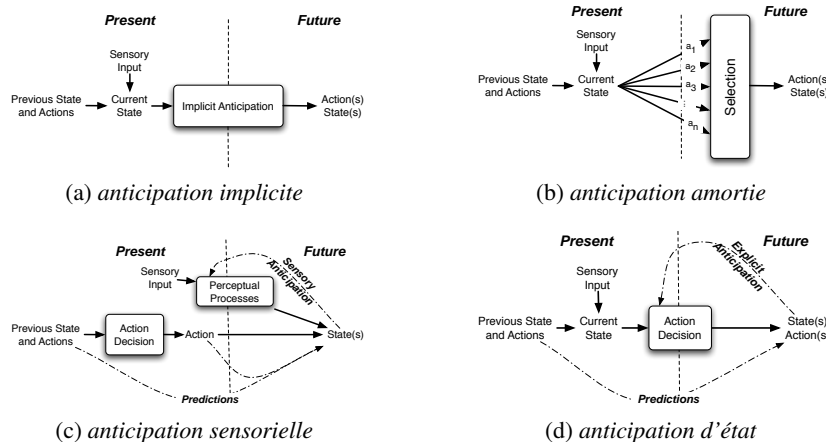 Present
Future
Sensory
Input
Previous State
and Actions
Current
State
Implicit Anticipation
Action(s)
State(s)
(a) anticipation implicite
Present
Future
Sensory
Input
Previous State
and Actions
Current
State
a1
a2
a3
:
an
Selection
Action(s)
State(s)
(b) anticipation amortie
Present
Future
Sensory
Input
Perceptual
Processes
Sensory
Anticipation
Previous State
and Actions
Action
Decision
Action
State(s)
Predictions
(c) anticipation sensorielle
Present
Future
Sensory
Input
Explicit
Anticipation
Previous State
and Actions
Current
State
Action
Decision
State(s)
Action(s)
Predictions
(d) anticipation d'état